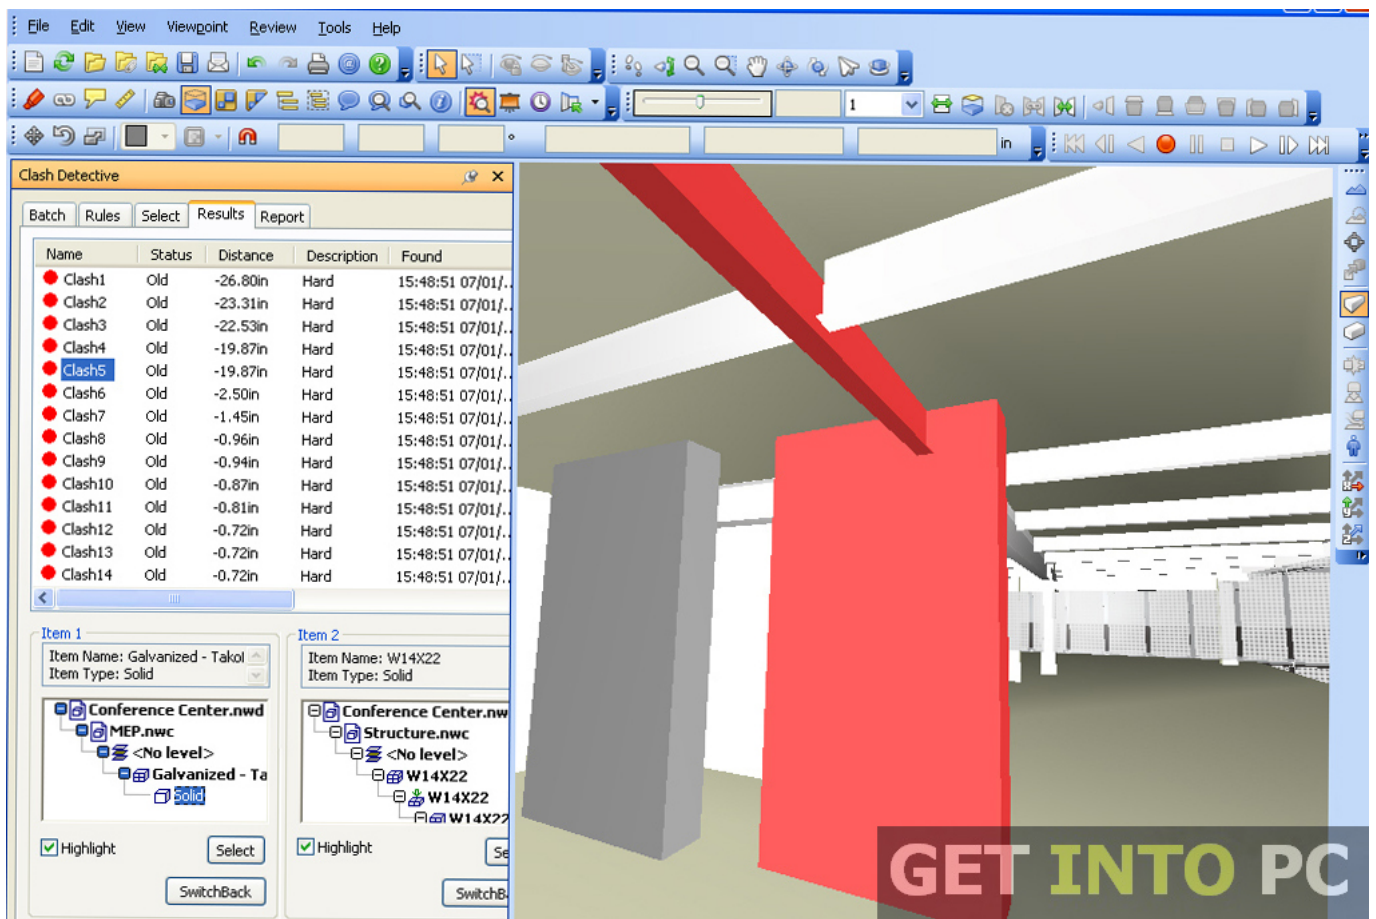 File Edit View Viewpoint Review Tools Help
1
° in
Clash Detective
Batch Rules Select Results Report
Name Status Distance Description Found
Clash1 Old -26.80in Hard 15:48:51 07/01/..
Clash2 Old -23.31in Hard 15:48:51 07/01/..
Clash3 Old -22.53in Hard 15:48:51 07/01/..
Clash4 Old -19.87in Hard 15:48:51 07/01/..
Clash5 Old -19.87in Hard 15:48:51 07/01/..
Clash6 Old -2.50in Hard 15:48:51 07/01/..
Clash7 Old -1.45in Hard 15:48:51 07/01/..
Clash8 Old -0.96in Hard 15:48:51 07/01/..
Clash9 Old -0.94in Hard 15:48:51 07/01/..
Clash10 Old -0.87in Hard 15:48:51 07/01/..
Clash11 Old -0.81in Hard 15:48:51 07/01/..
Clash12 Old -0.72in Hard 15:48:51 07/01/..
Clash13 Old -0.72in Hard 15:48:51 07/01/..
Clash14 Old -0.72in Hard 15:48:51 07/01/..
Item 1
Item Name: Galvanized - Takol
Item Type: Solid
Conference Center.nwd
MEP.nwc
<No level>
Galvanized - Ta
Solid
Highlight Select
SwitchBack
Item 2
Item Name: W14X22
Item Type: Solid
Conference Center.nw
Structure.nwc
<No level>
W14X22
W14X22
W14X22
Highlight Se
SwitchB
GET INTO PC